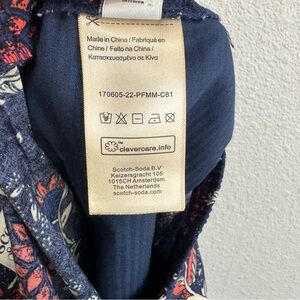 Made in China / Fabriqué en
Chine / Feito na China /
Κατασκευασμένο σε Κίνα
170605-22-PFMM-C81
clevercare.info
Scotch-Soda B.V
Keizersgracht 105
1015CH Amsterdam
The Netherlands
scotch-soda.com